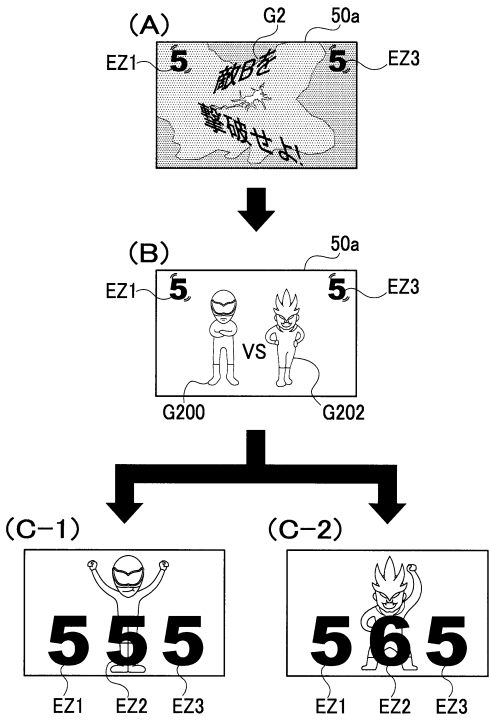 (A)
G2
50a
EZ1
5
5
EZ3
敵Bを
撃破せよ!
(B)
50a
EZ1
5
5
EZ3
VS
G200
G202
(C-1)
(C-2)
5 5 5
5 6 5
EZ1 EZ2 EZ3
EZ1 EZ2 EZ3